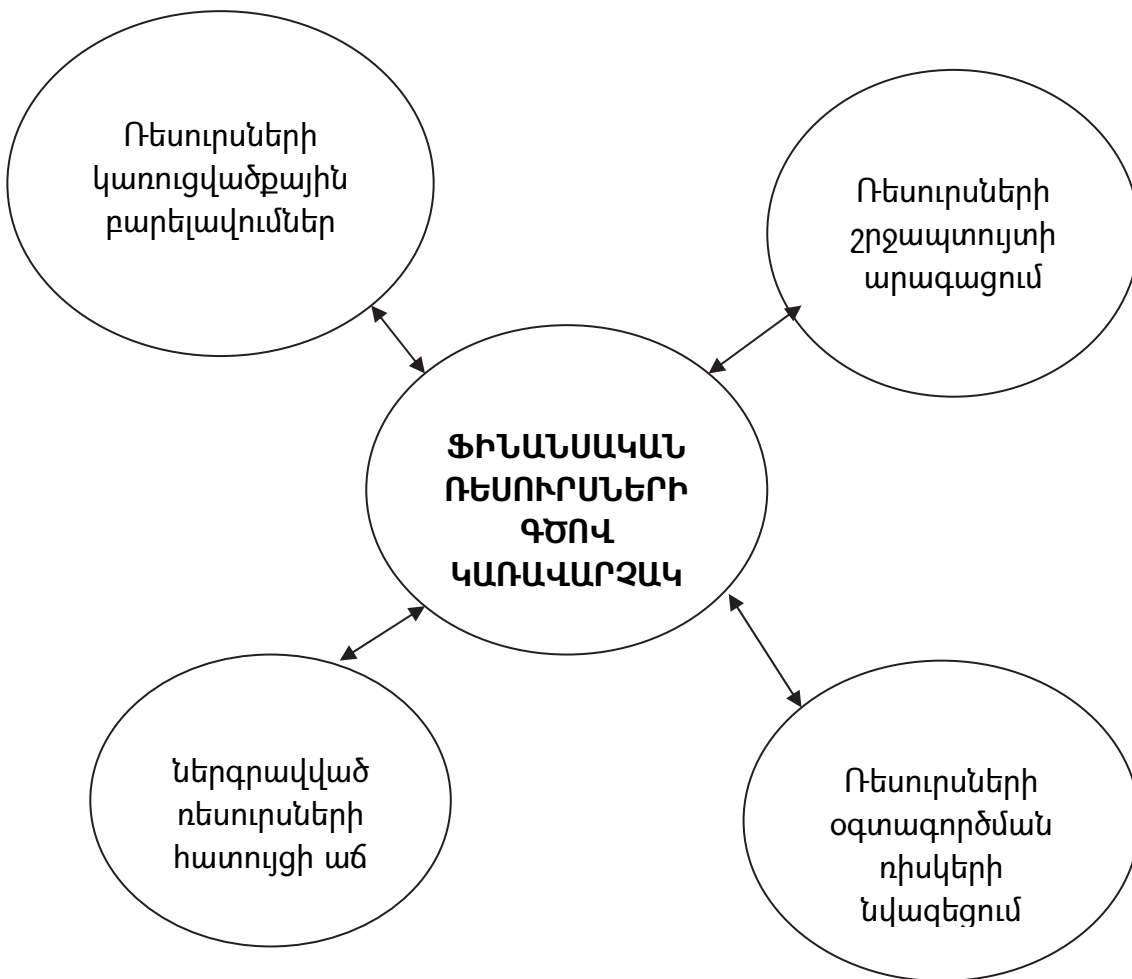 Ռեսուրսների
կառուցվածքային
բարելավումներ
Ռեսուրսների
շրջապտույտի
արագացում
ՖԻՆԱՆՍԱԿԱՆ
ՌԵՍՈՒՐՍՆԵՐԻ
ԳԾՈՎ
ԿԱՌԱՎԱՐՉԱԿ
ներգրավված
ռեսուրսների
հատույցի աճ
Ռեսուրսների
օգտագործման
ռիսկերի
նվազեցում